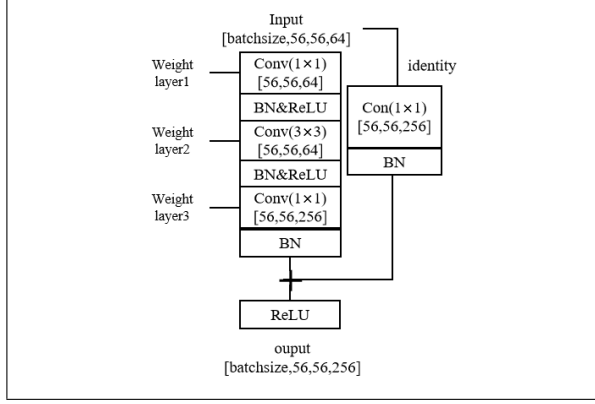 Input
[batchsize,56,56,64]
Weight
layer1
Conv(1×1)
[56,56,64]
identity
BN&ReLU
Con(1×1)
[56,56,256]
Weight
layer2
Conv(3×3)
[56,56,64]
BN
BN&ReLU
Weight
layer3
Conv(1×1)
[56,56,256]
BN
ReLU
ouput
[batchsize,56,56,256]